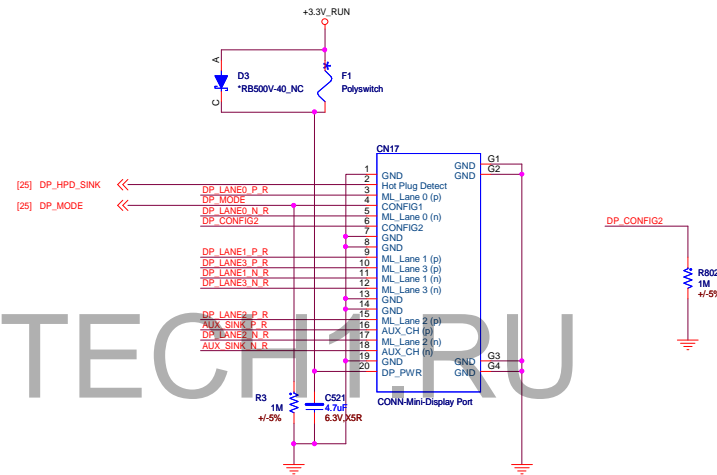 +3.3V_RUN
A
D3
*RB500V-40_NC
C
*
F1
Polyswitch
CN17
[25] DP_HPD_SINK
[25] DP_MODE
1 GND
2 Hot Plug Detect
DP_LANE0_P_R 3 ML_Lane 0 (p)
DP_MODE 4 CONFIG1
DP_LANE0_N_R 5 ML_Lane 0 (n)
DP_CONFIG2 6 CONFIG2
7 GND
8 GND
DP_LANE1_P_R 9 ML_Lane 1 (p)
DP_LANE3_P_R 10 ML_Lane 3 (p)
DP_LANE1_N_R 11 ML_Lane 1 (n)
DP_LANE3_N_R 12 ML_Lane 3 (n)
13 GND
14 GND
DP_LANE2_P_R 15 ML_Lane 2 (p)
AUX_SINK_P_R 16 AUX_CH (p)
DP_LANE2_N_R 17 ML_Lane 2 (n)
AUX_SINK_N_R 18 AUX_CH (n)
19 GND
20 DP_PWR
GND G1
GND G2
GND G3
GND G4
CONN-Mini-Display Port
DP_CONFIG2
R802
1M
+/-5%
TECH1.RU
R3
1M
+/-5%
C521
4.7uF
6.3V,X5R